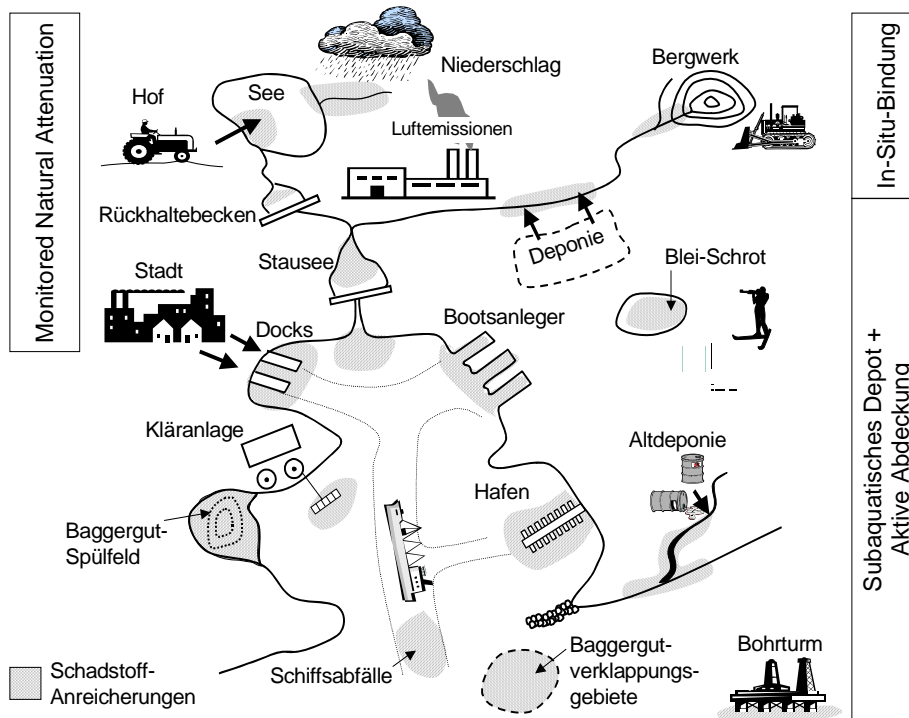 Monitored Natural Attenuation
Hof
See
Niederschlag
Luftemissionen
Bergwerk
In-Situ-Bindung
Rückhaltebecken
Stausee
Deponie
Blei-Schrot
Stadt
Docks
Bootsanleger
Kläranlage
Altdeponie
Hafen
Subaquatisches Depot +
Aktive Abdeckung
Baggergut-
Spülfeld
Schiffsabfälle
Baggergut-
verklappungs-
gebiete
Bohrturm
Schadstoff-
Anreicherungen